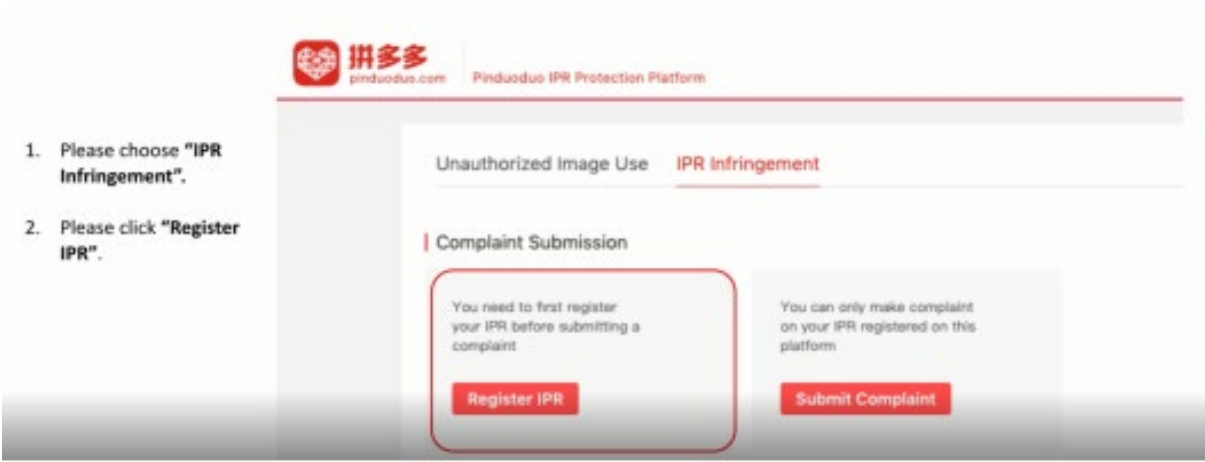 拼多多
pinduoduo.com
Pinduoduo IPR Protection Platform
1. Please choose "IPR
Infringement".
2. Please click "Register
IPR".
Unauthorized Image Use
IPR Infringement
Complaint Submission
You need to first register
your IPR before submitting a
complaint
Register IPR
You can only make complaint
on your IPR registered on this
platform
Submit Complaint